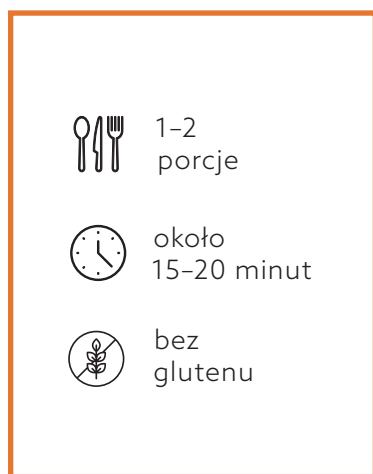 1–2
porcje
około
15–20 minut
bez
glutenu